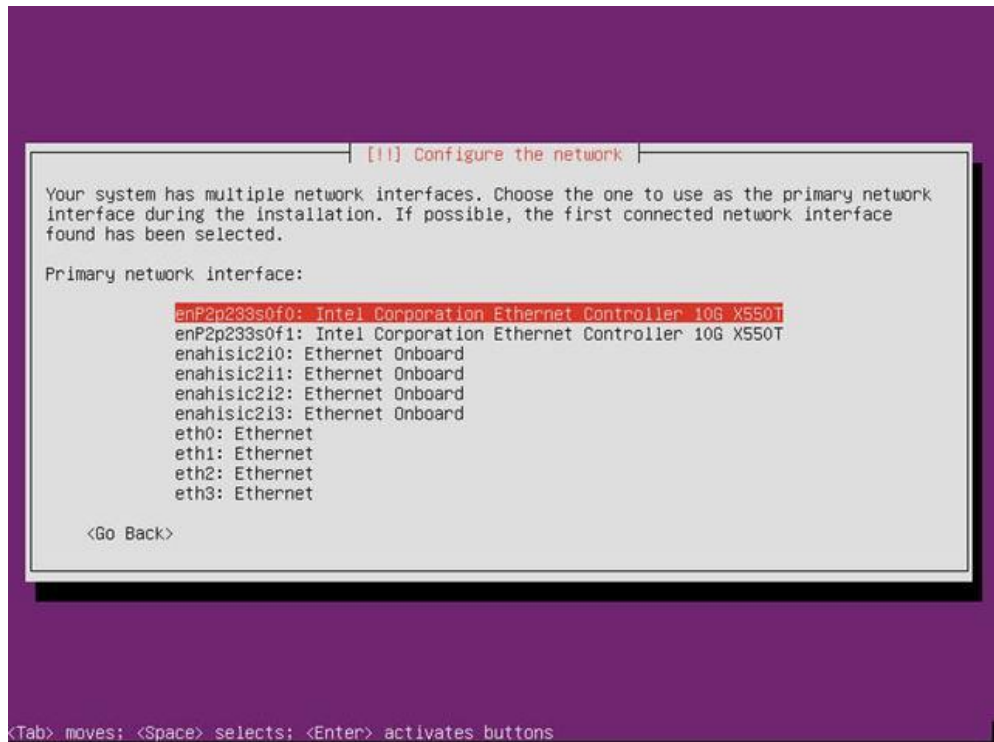 [!!] Configure the network
Your system has multiple network interfaces. Choose the one to use as the primary network
interface during the installation. If possible, the first connected network interface
found has been selected.
Primary network interface:
enP2p233s0f0: Intel Corporation Ethernet Controller 10G X550T
enP2p233s0f1: Intel Corporation Ethernet Controller 10G X550T
enahisic2i0: Ethernet Onboard
enahisic2i1: Ethernet Onboard
enahisic2i2: Ethernet Onboard
enahisic2i3: Ethernet Onboard
eth0: Ethernet
eth1: Ethernet
eth2: Ethernet
eth3: Ethernet
<Go Back>
<Tab> moves; <Space> selects; <Enter> activates buttons